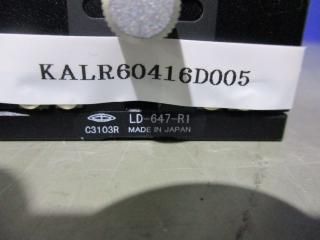 KALR60416D005
LD-647-R1
C3103R MADE IN JAPAN